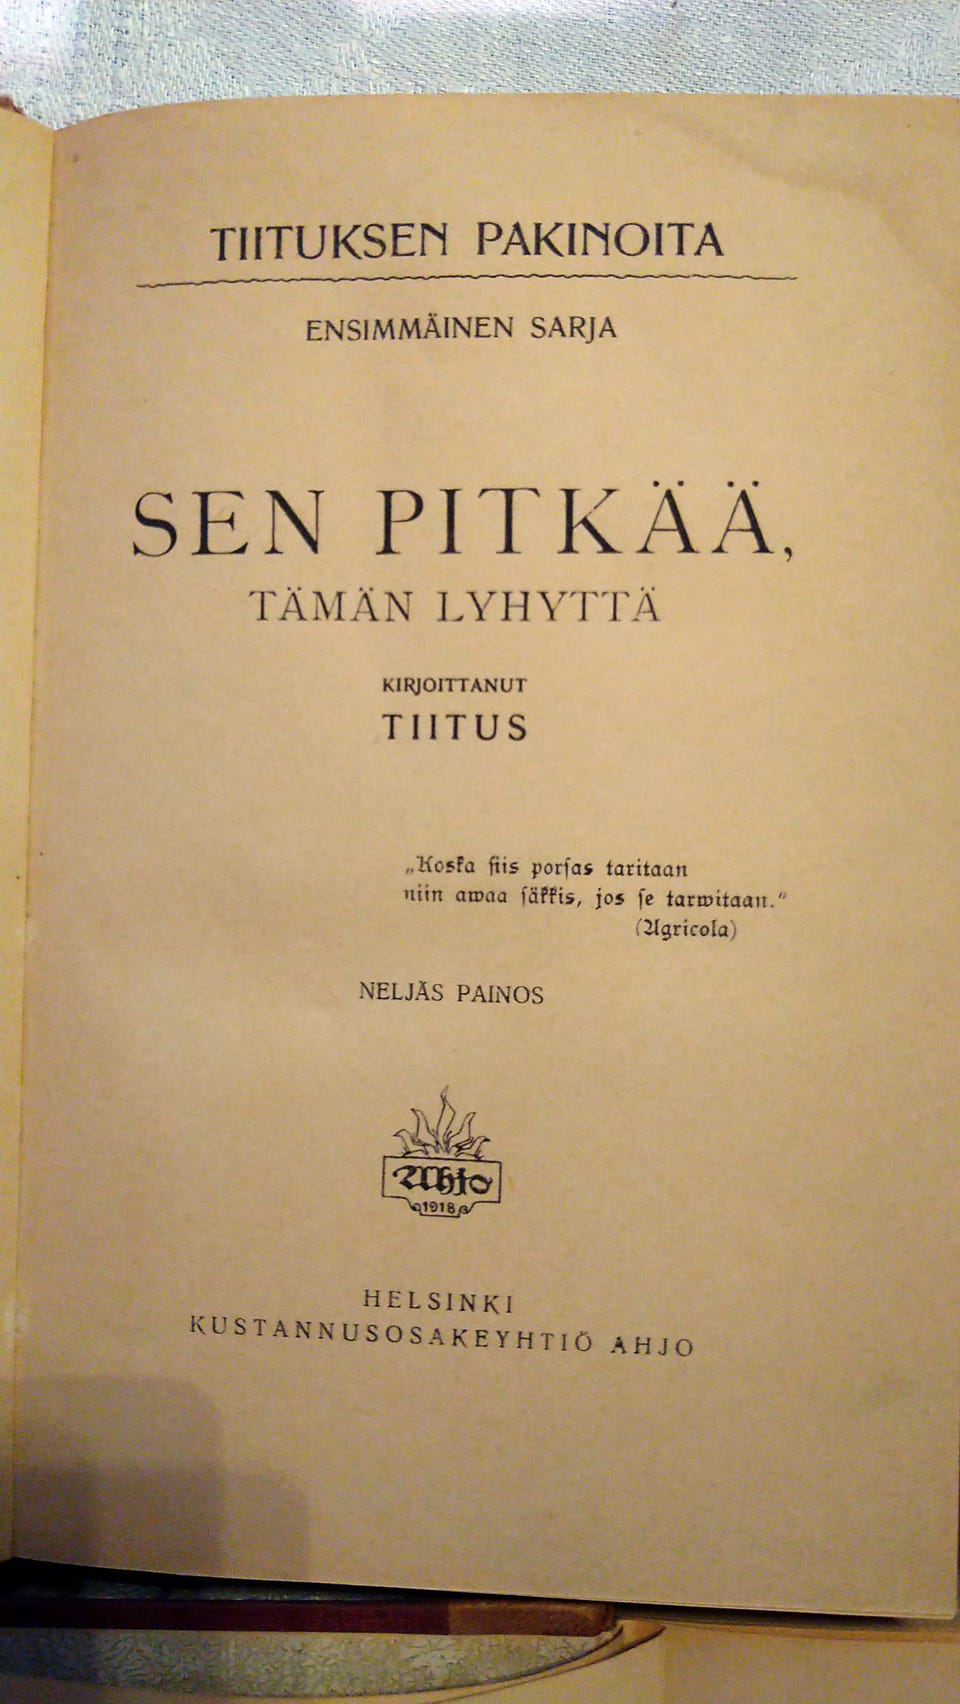 TIITUKSEN PAKINOITA
ENSIMMÄINEN SARJA
SEN PITKÄÄ,
TÄMÄN LYHYTTÄ
KIRJOITTANUT
TIITUS
„Koska ſiis porſas taritaan
niin awaa ſäkkis, jos ſe tarwitaan.“
(Agricola)
NELJÄS PAINOS
Ahjo
1918
HELSINKI
KUSTANNUSOSAKEYHTIÖ AHJO